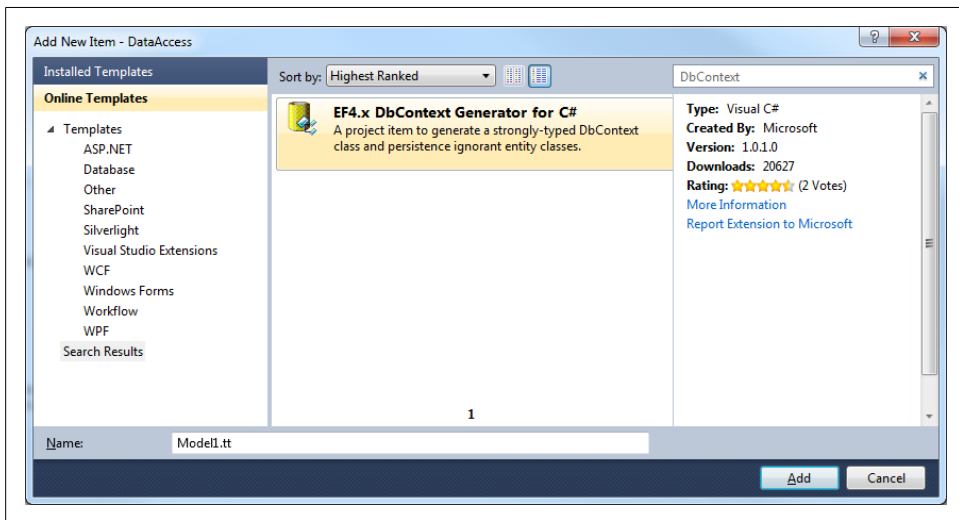 Add New Item - DataAccess
Installed Templates
Online Templates
Templates
ASP.NET
Database
Other
SharePoint
Silverlight
Visual Studio Extensions
WCF
Windows Forms
Workflow
WPF
Search Results
Sort by: Highest Ranked
EF4.x DbContext Generator for C#
A project item to generate a strongly-typed DbContext
class and persistence ignorant entity classes.
1
DbContext
Type: Visual C#
Created By: Microsoft
Version: 1.0.1.0
Downloads: 20627
Rating: (2 Votes)
More Information
Report Extension to Microsoft
Name: Model1.tt
Add Cancel